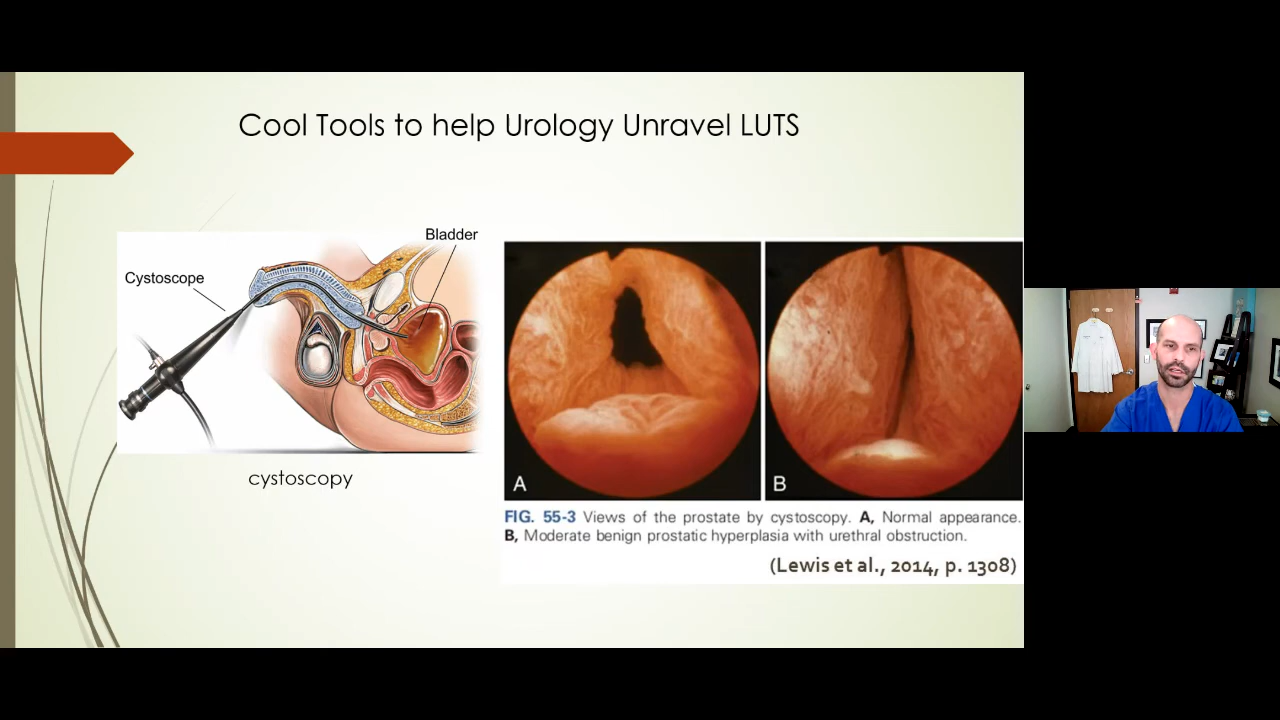 Cool Tools to help Urology Unravel LUTS
Bladder
Cystoscope
cystoscopy
A
B
FIG. 55-3 Views of the prostate by cystoscopy. A, Normal appearance.
B, Moderate benign prostatic hyperplasia with urethral obstruction.
(Lewis et al., 2014, p. 1308)